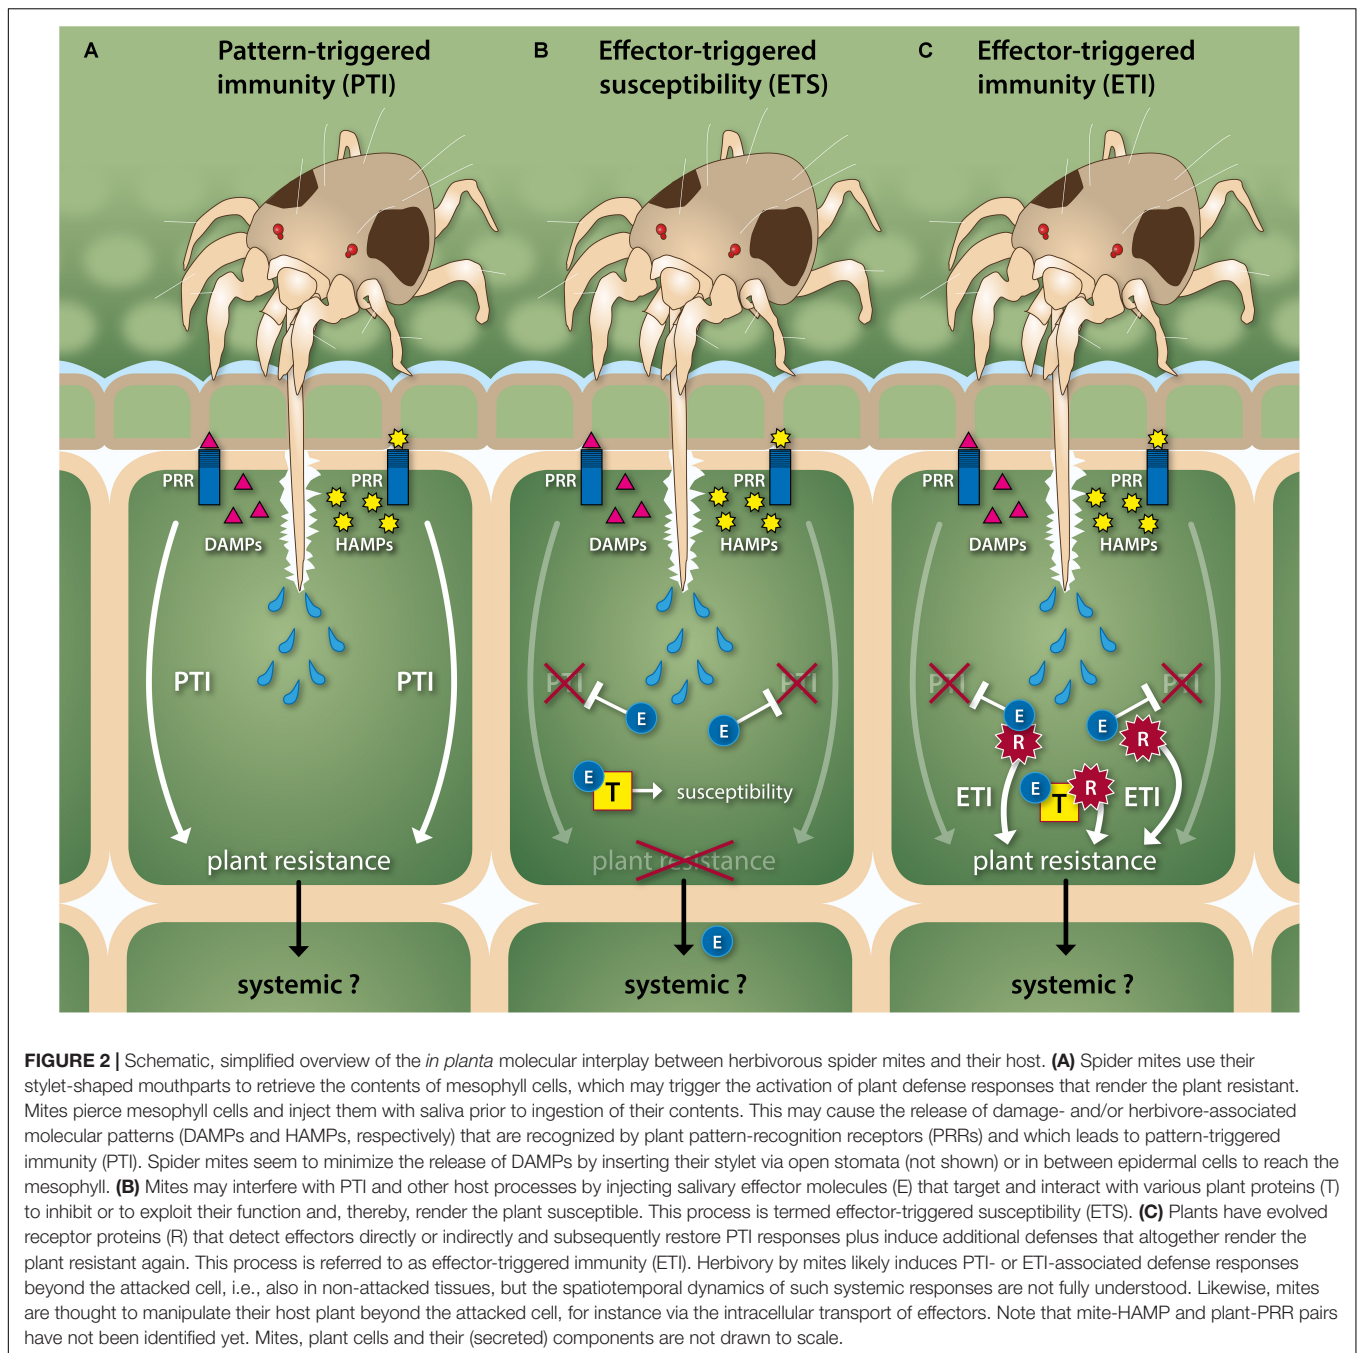 A
Pattern-triggered
immunity (PTI)
PRR
PRR
DAMPs
HAMPs
PTI
PTI
plant resistance
systemic ?
B
Effector-triggered
susceptibility (ETS)
PRR
PRR
DAMPs
HAMPs
PTI
PTI
E
E
E
T
susceptibility
plant resistance
E
systemic ?
C
Effector-triggered
immunity (ETI)
PRR
PRR
DAMPs
HAMPs
PTI
PTI
E
E
R
R
ETI
E
T
R
ETI
plant resistance
systemic ?
FIGURE 2 | Schematic, simplified overview of the in planta molecular interplay between herbivorous spider mites and their host. (A) Spider mites use their
stylet-shaped mouthparts to retrieve the contents of mesophyll cells, which may trigger the activation of plant defense responses that render the plant resistant.
Mites pierce mesophyll cells and inject them with saliva prior to ingestion of their contents. This may cause the release of damage- and/or herbivore-associated
molecular patterns (DAMPs and HAMPs, respectively) that are recognized by plant pattern-recognition receptors (PRRs) and which leads to pattern-triggered
immunity (PTI). Spider mites seem to minimize the release of DAMPs by inserting their stylet via open stomata (not shown) or in between epidermal cells to reach the
mesophyll. (B) Mites may interfere with PTI and other host processes by injecting salivary effector molecules (E) that target and interact with various plant proteins (T)
to inhibit or to exploit their function and, thereby, render the plant susceptible. This process is termed effector-triggered susceptibility (ETS). (C) Plants have evolved
receptor proteins (R) that detect effectors directly or indirectly and subsequently restore PTI responses plus induce additional defenses that altogether render the
plant resistant again. This process is referred to as effector-triggered immunity (ETI). Herbivory by mites likely induces PTI- or ETI-associated defense responses
beyond the attacked cell, i.e., also in non-attacked tissues, but the spatiotemporal dynamics of such systemic responses are not fully understood. Likewise, mites
are thought to manipulate their host plant beyond the attacked cell, for instance via the intracellular transport of effectors. Note that mite-HAMP and plant-PRR pairs
have not been identified yet. Mites, plant cells and their (secreted) components are not drawn to scale.